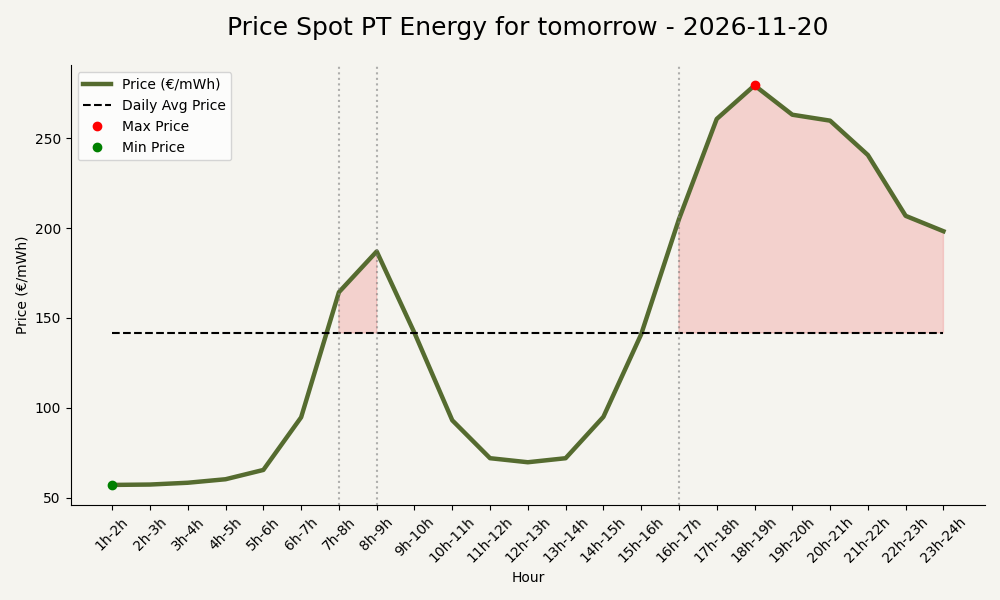 Price Spot PT Energy for tomorrow - 2026-11-20
Price (€/mWh)
Daily Avg Price
Max Price
Min Price
Price (€/mWh)
250
200
150
100
50
1h-2h
2h-3h
3h-4h
4h-5h
5h-6h
6h-7h
7h-8h
8h-9h
9h-10h
10h-11h
11h-12h
12h-13h
13h-14h
14h-15h
15h-16h
16h-17h
17h-18h
18h-19h
19h-20h
20h-21h
21h-22h
22h-23h
23h-24h
Hour